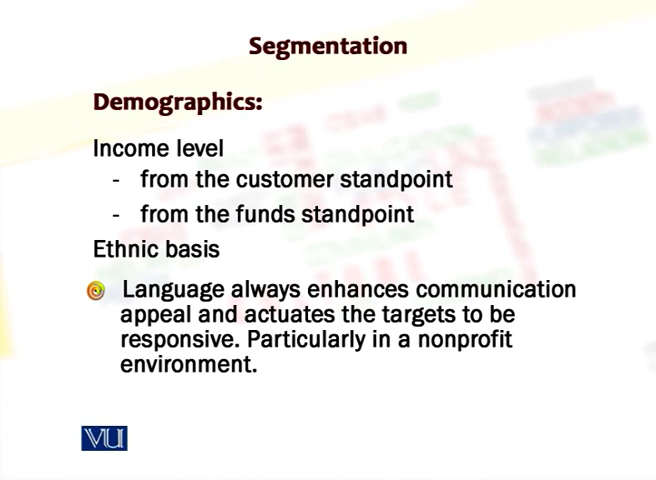 Segmentation
Demographics:
Income level
- from the customer standpoint
- from the funds standpoint
Ethnic basis
Language always enhances communication
appeal and actuates the targets to be
responsive. Particularly in a nonprofit
environment.
VU